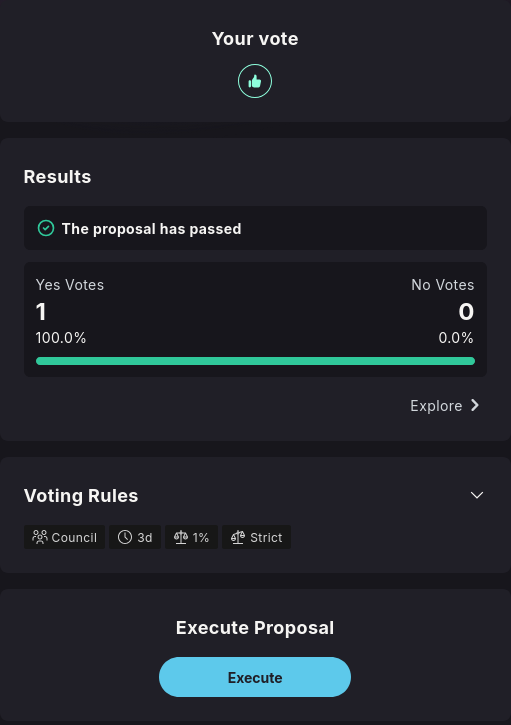 Your vote
Results
The proposal has passed
Yes Votes No Votes
1 0
100.0% 0.0%
Explore
Voting Rules
Council 3d 1% Strict
Execute Proposal
Execute